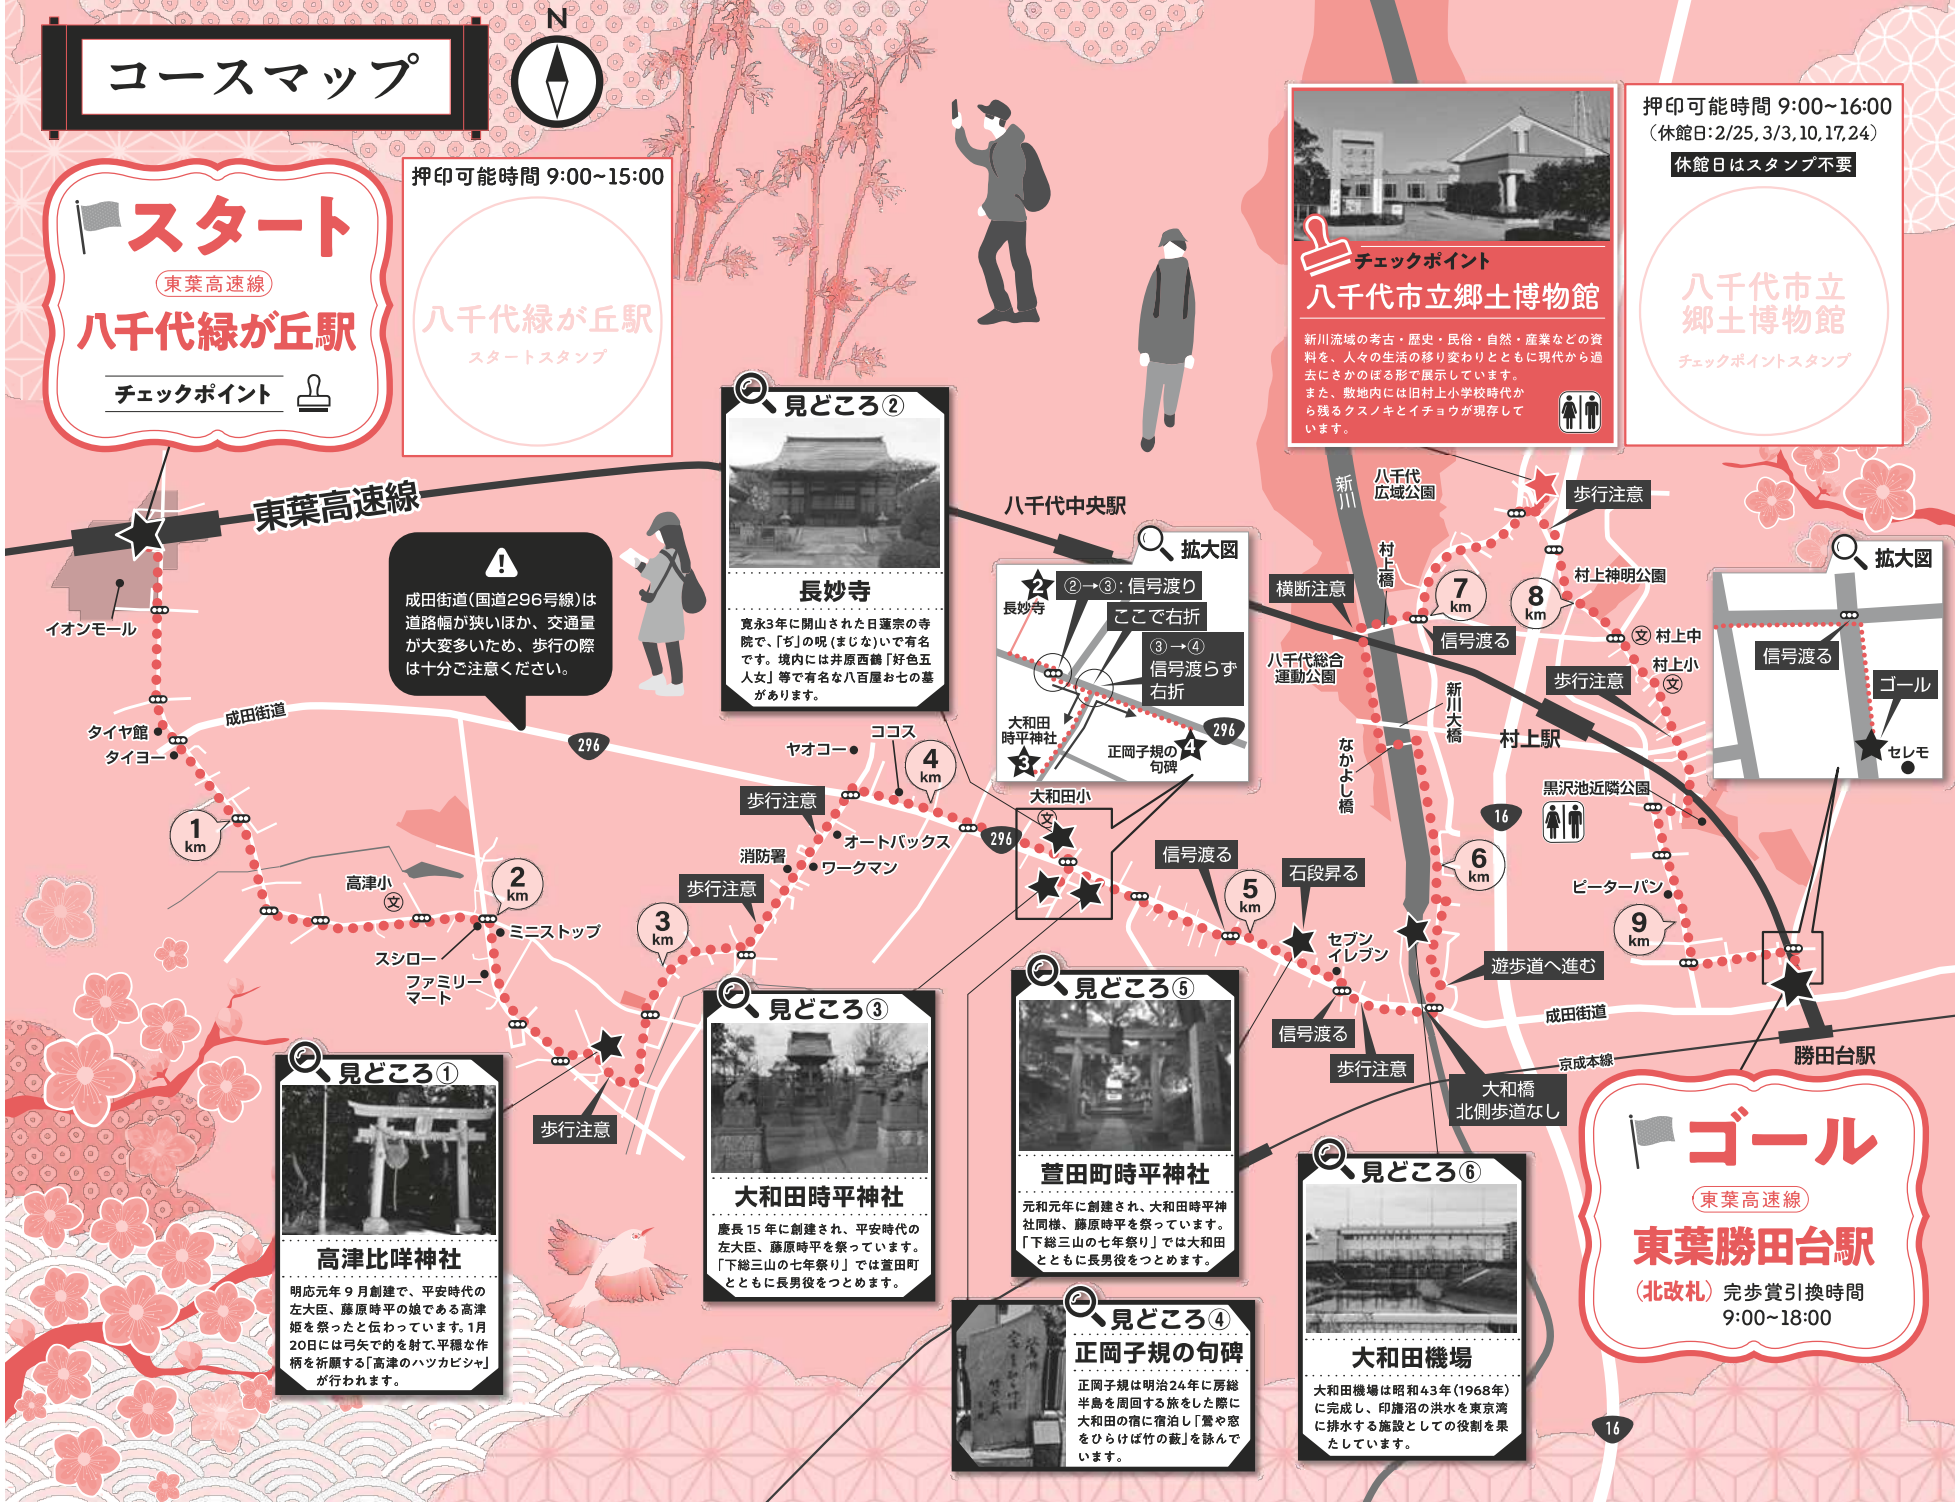 コースマップ
N
スタート
東葉高速線
八千代緑が丘駅
チェックポイント
押印可能時間 9:00~15:00
八千代緑が丘駅
スタートスタンプ
チェックポイント
八千代市立郷土博物館
新川流域の考古・歴史・民俗・自然・産業などの資
料を、人々の生活の移り変わりとともに現代から過
去にさかのぼる形で展示しています。
また、敷地内には旧村上小学校時代か
ら残るクスノキとイチョウが現存して
います。
押印可能時間 9:00~16:00
（休館日:2/25, 3/3,10,17,24）
休館日はスタンプ不要
八千代市立
郷土博物館
チェックポイントスタンプ
東葉高速線
イオンモール
成田街道(国道296号線)は
道路幅が狭いほか、交通量
が大変多いため、歩行の際
は十分ご注意ください。
成田街道
296
タイヤ館
タイヨー
1
km
高津小
文
2
km
ミニストップ
スシロー
ファミリー
マート
歩行注意
3
km
歩行注意
消防署
ワークマン
オートバックス
歩行注意
ヤオコー
ココス
4
km
296
大和田小
文
見どころ②
長妙寺
寛永3年に開山された日蓮宗の寺
院で、「ぢ」の呪(まじな)いで有名
です。境内には井原西鶴「好色五
人女」等で有名な八百屋お七の墓
があります。
八千代中央駅
拡大図
2
長妙寺
②→③:信号渡り
ここで右折
③→④
信号渡らず
右折
大和田
時平神社
3
正岡子規の
句碑
4
296
信号渡る
5
km
石段昇る
セブン
イレブン
信号渡る
歩行注意
大和橋
北側歩道なし
遊歩道へ進む
6
km
成田街道
京成本線
16
なかよし橋
新川大橋
八千代総合
運動公園
横断注意
村上橋
新川
八千代
広域公園
7
km
信号渡る
歩行注意
8
km
村上神明公園
文 村上中
村上小
文
歩行注意
村上駅
黒沢池近隣公園
ピーターパン
9
km
拡大図
信号渡る
ゴール
セレモ
勝田台駅
ゴール
東葉高速線
東葉勝田台駅
（北改札）完歩賞引換時間
9:00~18:00
16
見どころ①
高津比咩神社
明応元年9月創建で、平安時代の
左大臣、藤原時平の娘である高津
姫を祭ったと伝わっています。1月
20日には弓矢で的を射て、平穏な作
柄を祈願する「高津のハツカビシャ」
が行われます。
見どころ③
大和田時平神社
慶長15年に創建され、平安時代の
左大臣、藤原時平を祭っています。
「下総三山の七年祭り」では萱田町
とともに長男役をつとめます。
見どころ⑤
萱田町時平神社
元和元年に創建され、大和田時平神
社同様、藤原時平を祭っています。
「下総三山の七年祭り」では大和田
とともに長男役をつとめます。
見どころ④
正岡子規の句碑
正岡子規は明治24年に房総
半島を周回する旅をした際に
大和田の宿に宿泊し「鶯や窓
をひらけば竹の藪」を詠んで
います。
見どころ⑥
大和田機場
大和田機場は昭和43年(1968年)
に完成し、印旛沼の洪水を東京湾
に排水する施設としての役割を果
たしています。